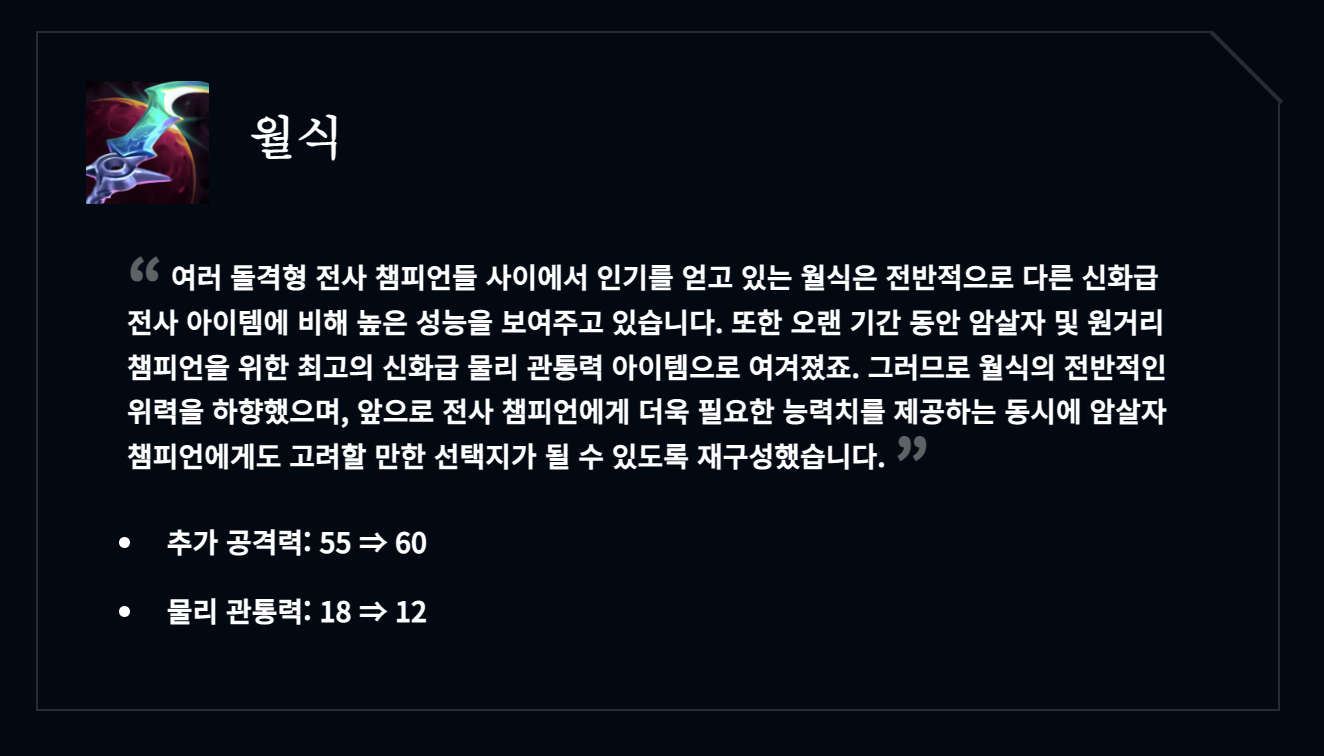 월식
“ 여러 돌격형 전사 챔피언들 사이에서 인기를 얻고 있는 월식은 전반적으로 다른 신화급
전사 아이템에 비해 높은 성능을 보여주고 있습니다. 또한 오랜 기간 동안 암살자 및 원거리
챔피언을 위한 최고의 신화급 물리 관통력 아이템으로 여겨졌죠. 그러므로 월식의 전반적인
위력을 하향했으며, 앞으로 전사 챔피언에게 더욱 필요한 능력치를 제공하는 동시에 암살자
챔피언에게도 고려할 만한 선택지가 될 수 있도록 재구성했습니다. ”
• 추가 공격력: 55 ⇒ 60
• 물리 관통력: 18 ⇒ 12